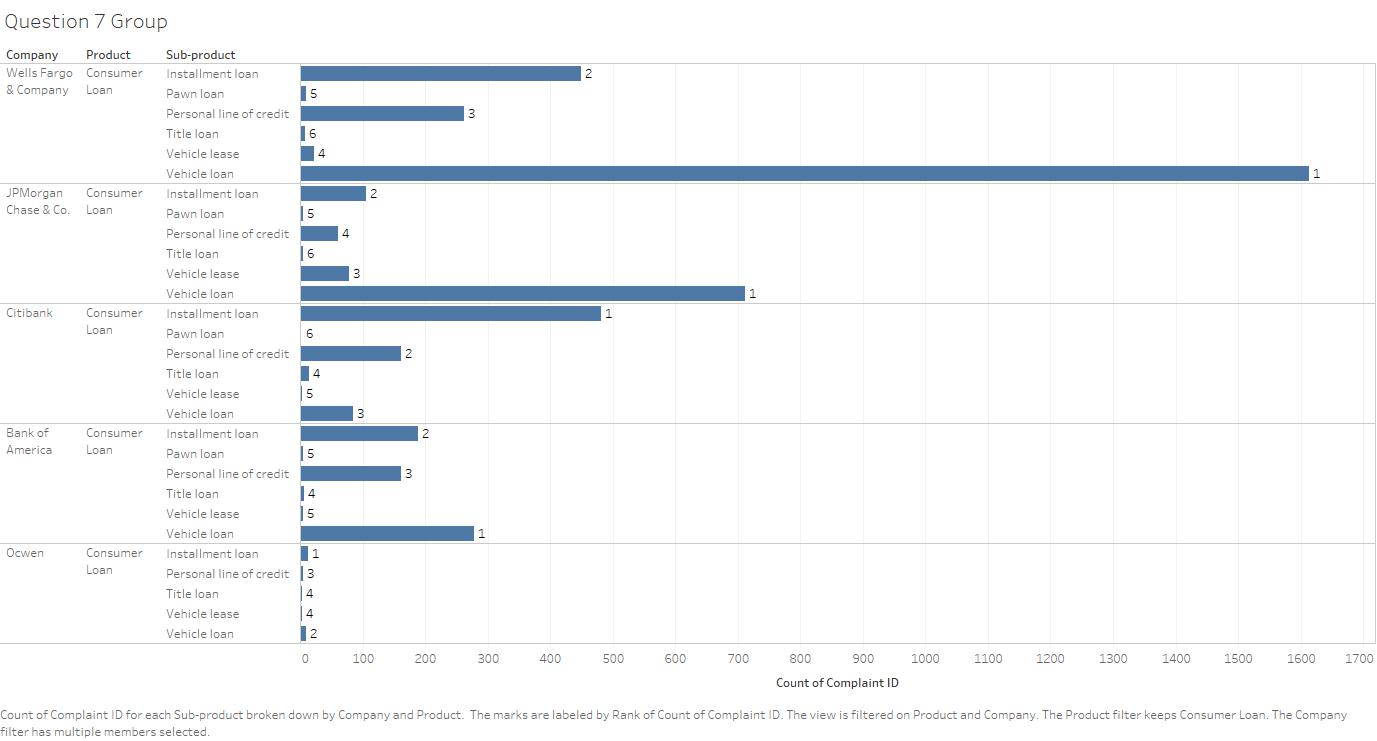 Question 7 Group
Company Product Sub-product
Wells Fargo & Company Consumer Loan Installment loan 2
Pawn loan 5
Personal line of credit 3
Title loan 6
Vehicle lease 4
Vehicle loan 1
JPMorgan Chase & Co. Consumer Loan Installment loan 2
Pawn loan 5
Personal line of credit 4
Title loan 6
Vehicle lease 3
Vehicle loan 1
Citibank Consumer Loan Installment loan 1
Pawn loan 6
Personal line of credit 2
Title loan 4
Vehicle lease 5
Vehicle loan 3
Bank of America Consumer Loan Installment loan 2
Pawn loan 5
Personal line of credit 3
Title loan 4
Vehicle lease 5
Vehicle loan 1
Ocwen Consumer Loan Installment loan 1
Personal line of credit 3
Title loan 4
Vehicle lease 4
Vehicle loan 2
0 100 200 300 400 500 600 700 800 900 1000 1100 1200 1300 1400 1500 1600 1700
Count of Complaint ID
Count of Complaint ID for each Sub-product broken down by Company and Product. The marks are labeled by Rank of Count of Complaint ID. The view is filtered on Product and Company. The Product filter keeps Consumer Loan. The Company
filter has multiple members selected.